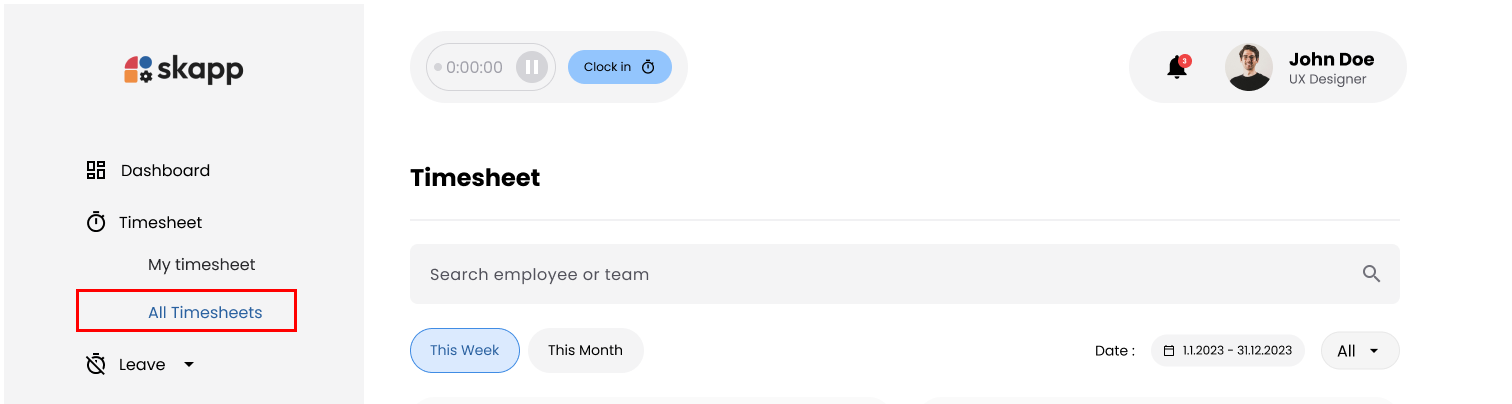 skapp
0:00:00
Clock in
3
John Doe
UX Designer
Dashboard
Timesheet
My timesheet
All Timesheets
Leave
Timesheet
Search employee or team
This Week
This Month
Date :
1.1.2023 - 31.12.2023
All